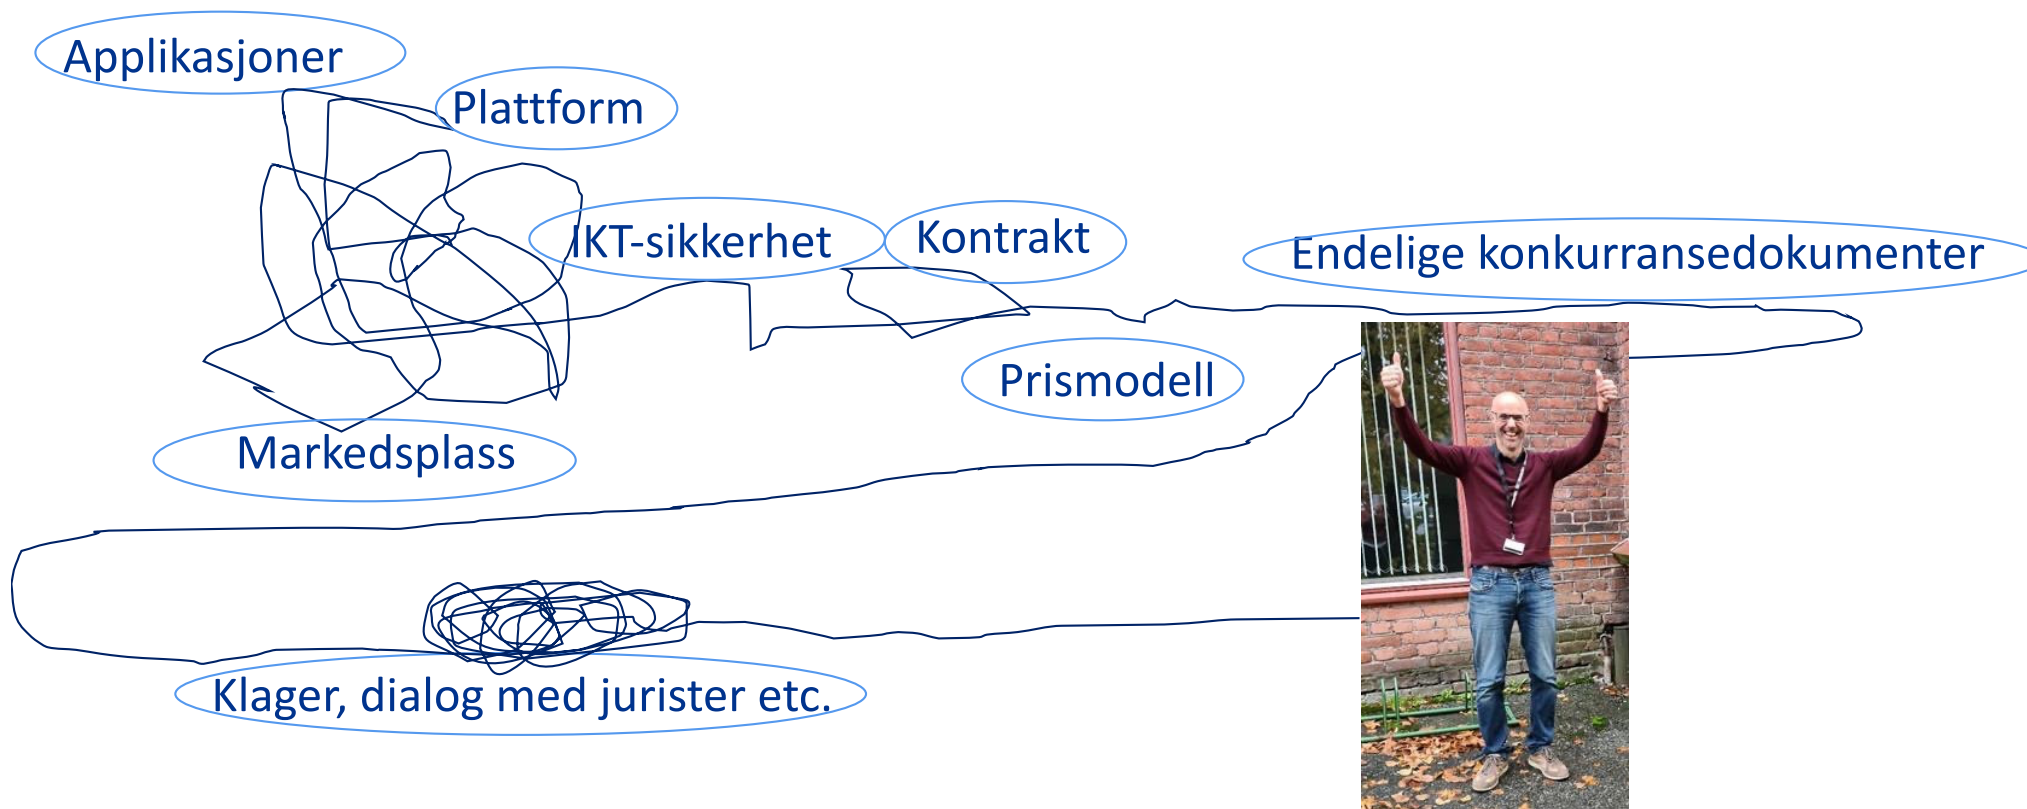 Applikasjoner
Plattform
IKT-sikkerhet
Kontrakt
Endelige konkurransedokumenter
Prismodell
Markedsplass
Klager, dialog med jurister etc.